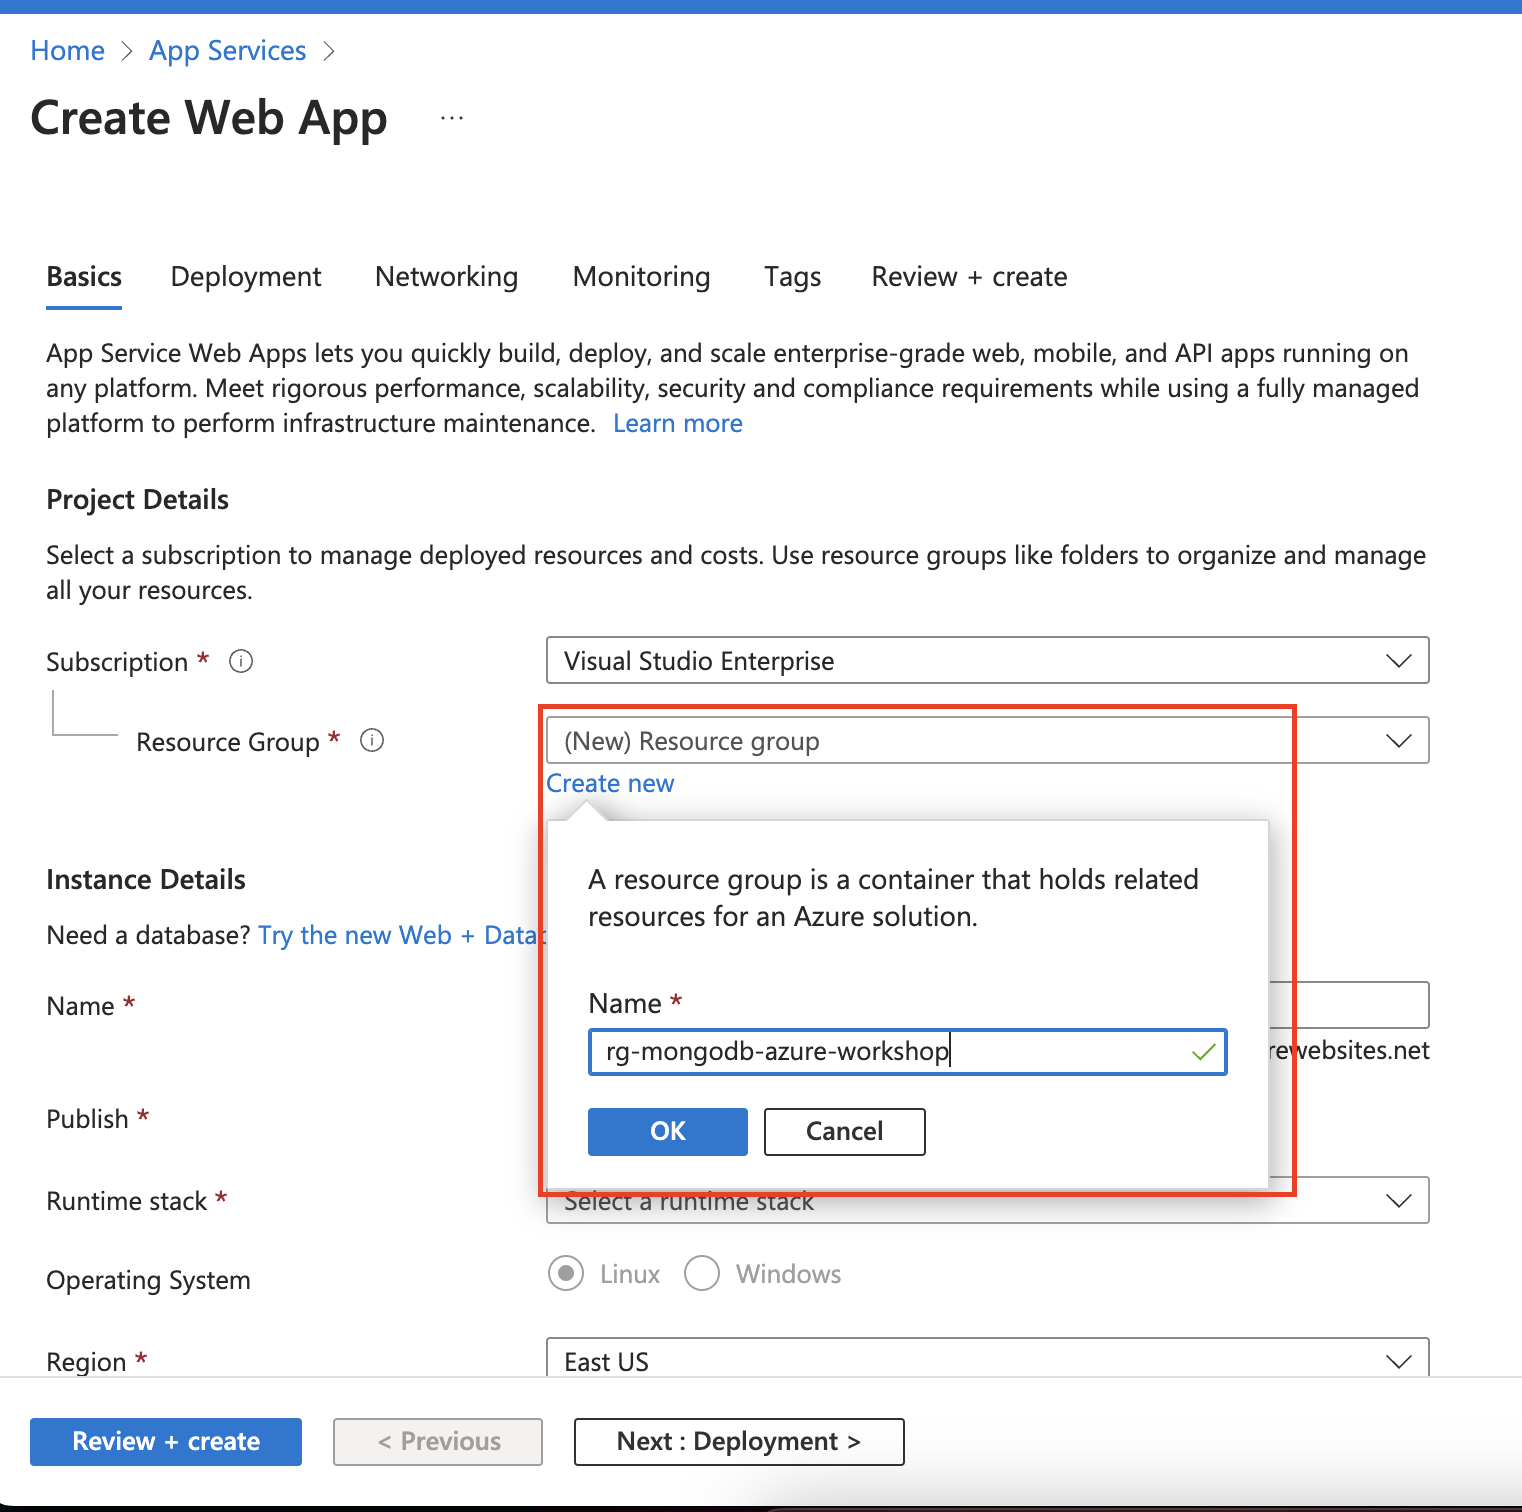 Home > App Services >
Create Web App ...
Basics Deployment Networking Monitoring Tags Review + create
App Service Web Apps lets you quickly build, deploy, and scale enterprise-grade web, mobile, and API apps running on
any platform. Meet rigorous performance, scalability, security and compliance requirements while using a fully managed
platform to perform infrastructure maintenance. Learn more
Project Details
Select a subscription to manage deployed resources and costs. Use resource groups like folders to organize and manage
all your resources.
Subscription * Visual Studio Enterprise
Resource Group * (New) Resource group
Create new
A resource group is a container that holds related
resources for an Azure solution.
Name *
rg-mongodb-azure-workshop
OK Cancel
Instance Details
Need a database? Try the new Web +
Name *
rewebsites.net
Publish *
Runtime stack * Select a runtime stack
Operating System Linux Windows
Region * East US
Review + create < Previous Next : Deployment >